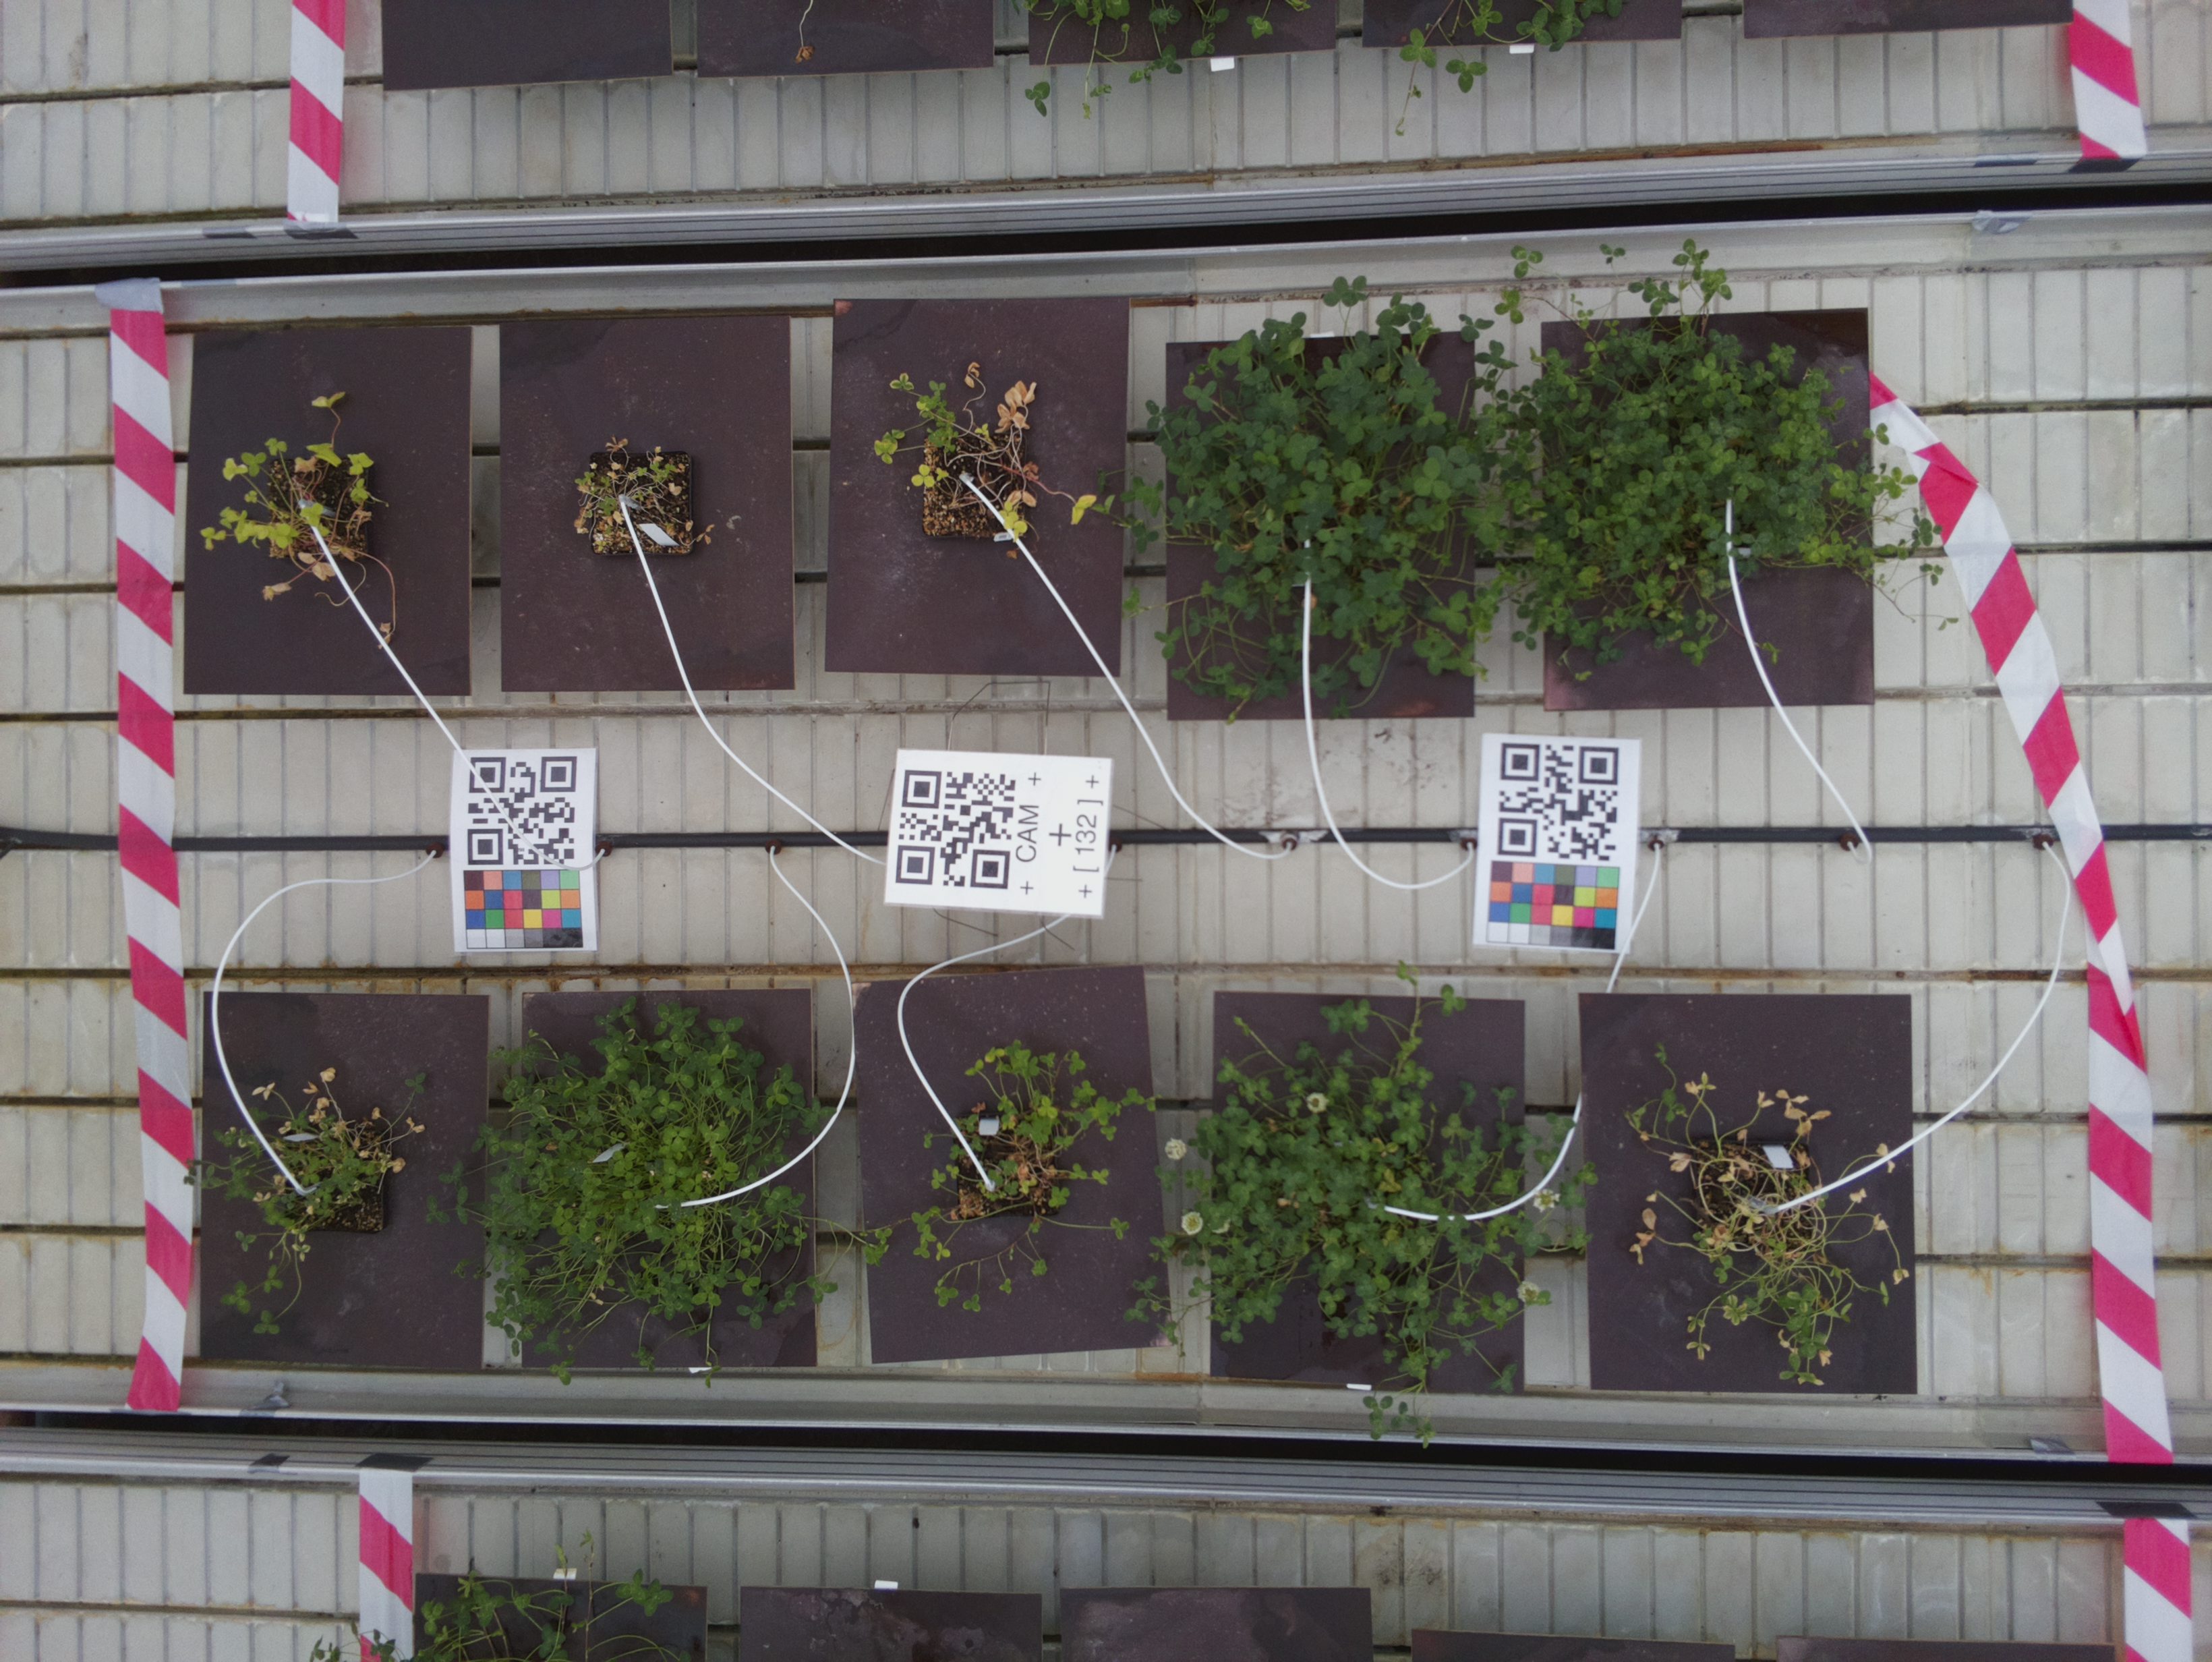 + CAM +
+
+ [ 132 ] +